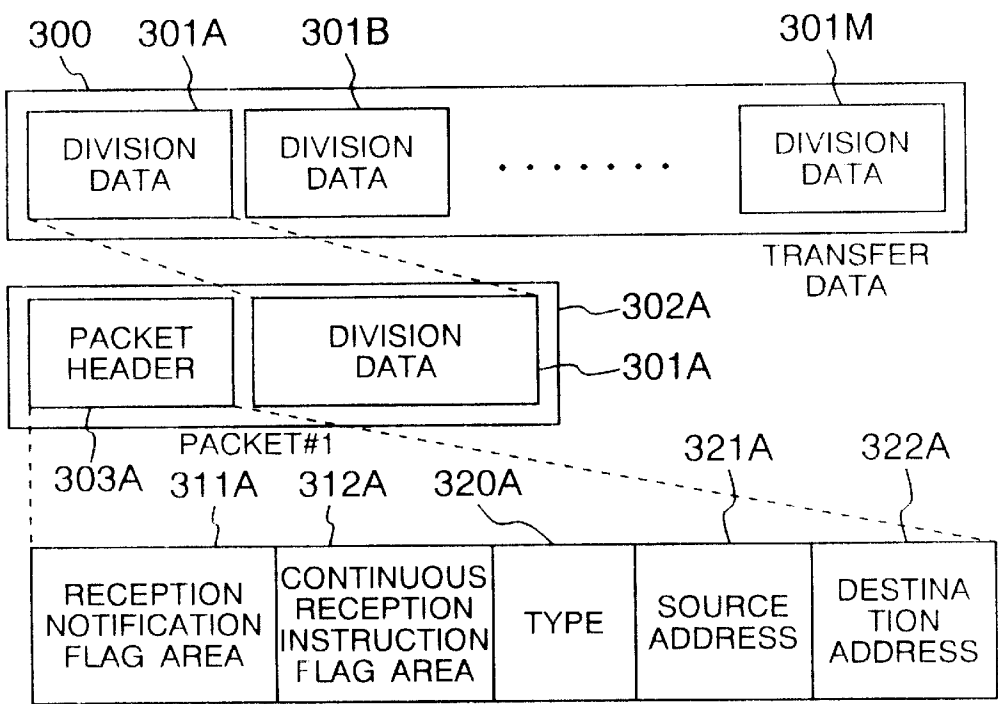 300 301A 301B 301M
DIVISION DATA
DIVISION DATA
. . . . . . .
DIVISION DATA
TRANSFER DATA
PACKET HEADER
DIVISION DATA
302A
301A
PACKET#1
303A 311A 312A 320A 321A 322A
RECEPTION
NOTIFICATION
FLAG AREA
CONTINUOUS
RECEPTION
INSTRUCTION
FLAG AREA
TYPE
SOURCE
ADDRESS
DESTINA
TION
ADDRESS